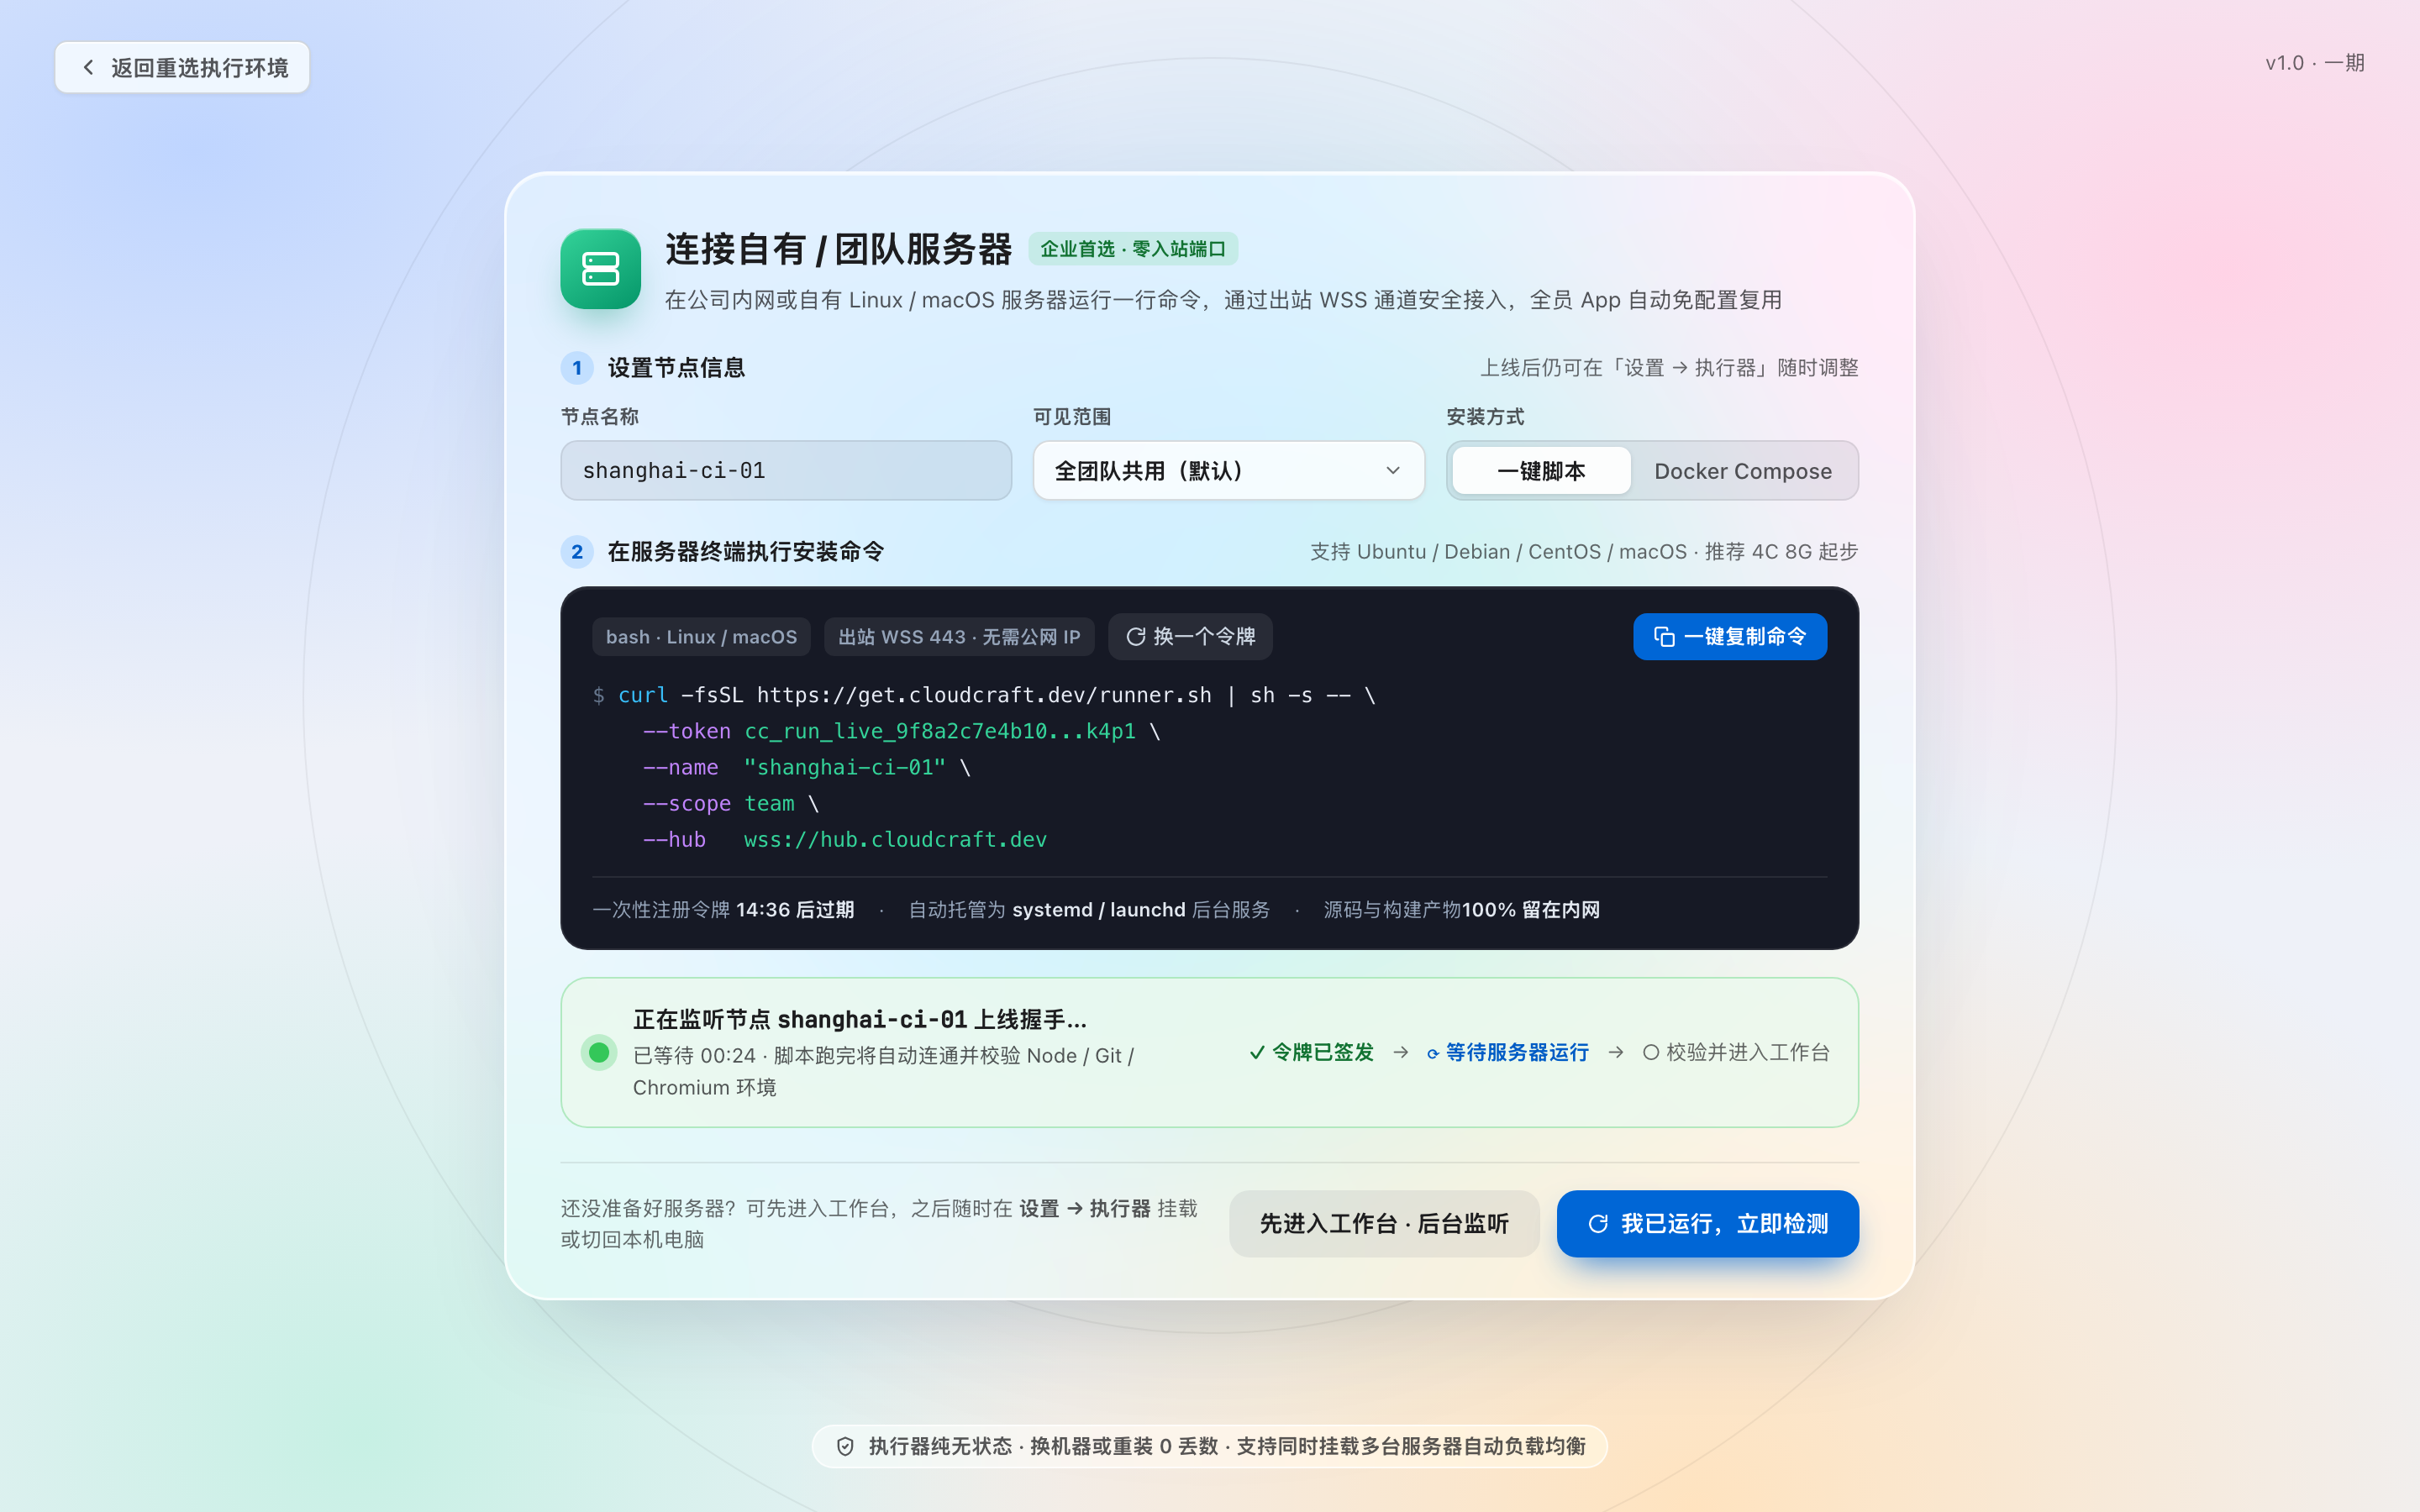 返回重选执行环境
v1.0 · 一期
连接自有 / 团队服务器
企业首选 · 零入站端口
在公司内网或自有 Linux / macOS 服务器运行一行命令，通过出站 WSS 通道安全接入，全员 App 自动免配置复用
1 设置节点信息
上线后仍可在「设置 → 执行器」随时调整
节点名称
可见范围
安装方式
shanghai-ci-01
全团队共用（默认）
一键脚本
Docker Compose
2 在服务器终端执行安装命令
支持 Ubuntu / Debian / CentOS / macOS · 推荐 4C 8G 起步
bash · Linux / macOS
出站 WSS 443 · 无需公网 IP
换一个令牌
一键复制命令
$ curl -fsSL https://get.cloudcraft.dev/runner.sh | sh -s -- \
--token cc_run_live_9f8a2c7e4b10...k4p1 \
--name "shanghai-ci-01" \
--scope team \
--hub wss://hub.cloudcraft.dev
一次性注册令牌 14:36 后过期 · 自动托管为 systemd / launchd 后台服务 · 源码与构建产物100% 留在内网
正在监听节点 shanghai-ci-01 上线握手...
已等待 00:24 · 脚本跑完将自动连通并校验 Node / Git /
Chromium 环境
✓ 令牌已签发 → ⟳ 等待服务器运行 → ○ 校验并进入工作台
还没准备好服务器？可先进入工作台，之后随时在 设置 → 执行器 挂载
或切回本机电脑
先进入工作台 · 后台监听
我已运行，立即检测
执行器纯无状态 · 换机器或重装 0 丢数 · 支持同时挂载多台服务器自动负载均衡